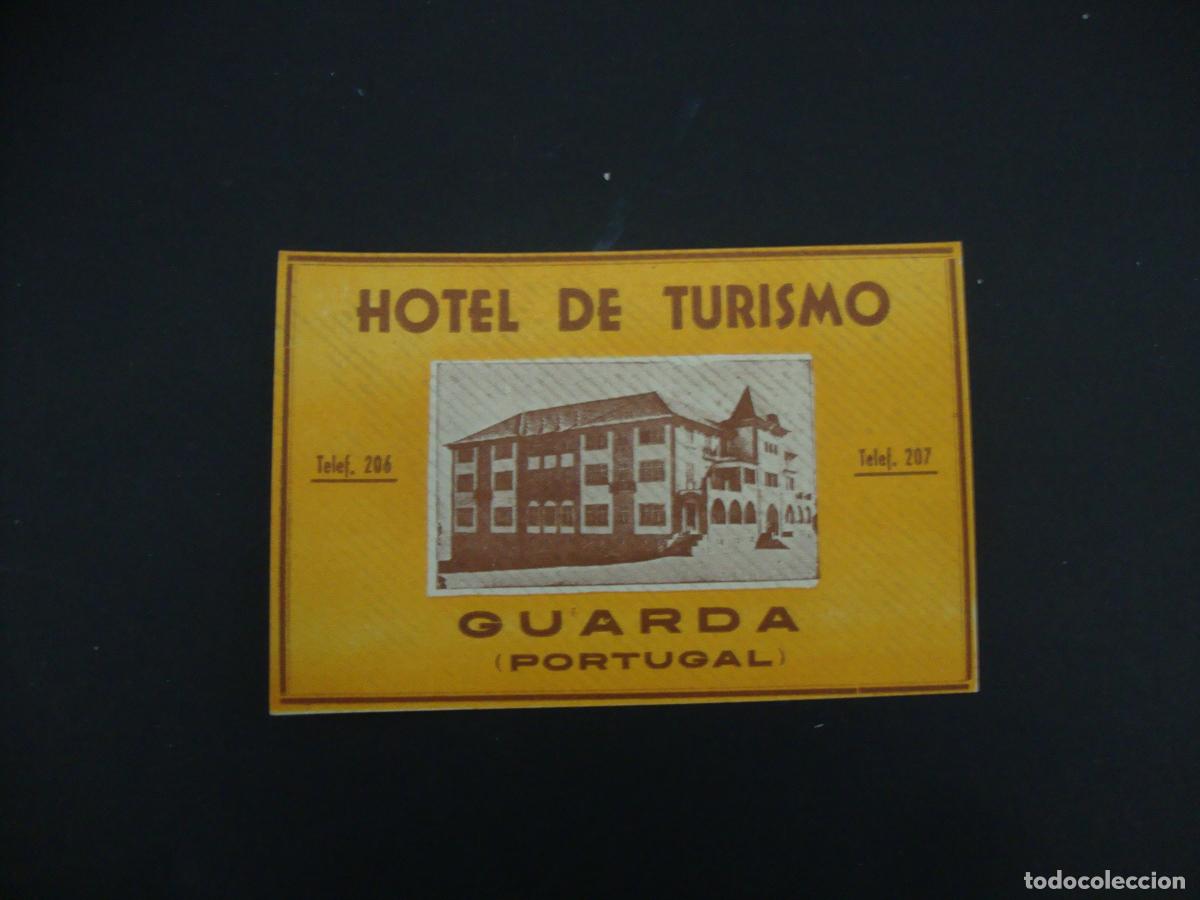 HOTEL DE TURISMO
Telef. 206
Telef. 207
GUARDA
(PORTUGAL)
todocoleccion